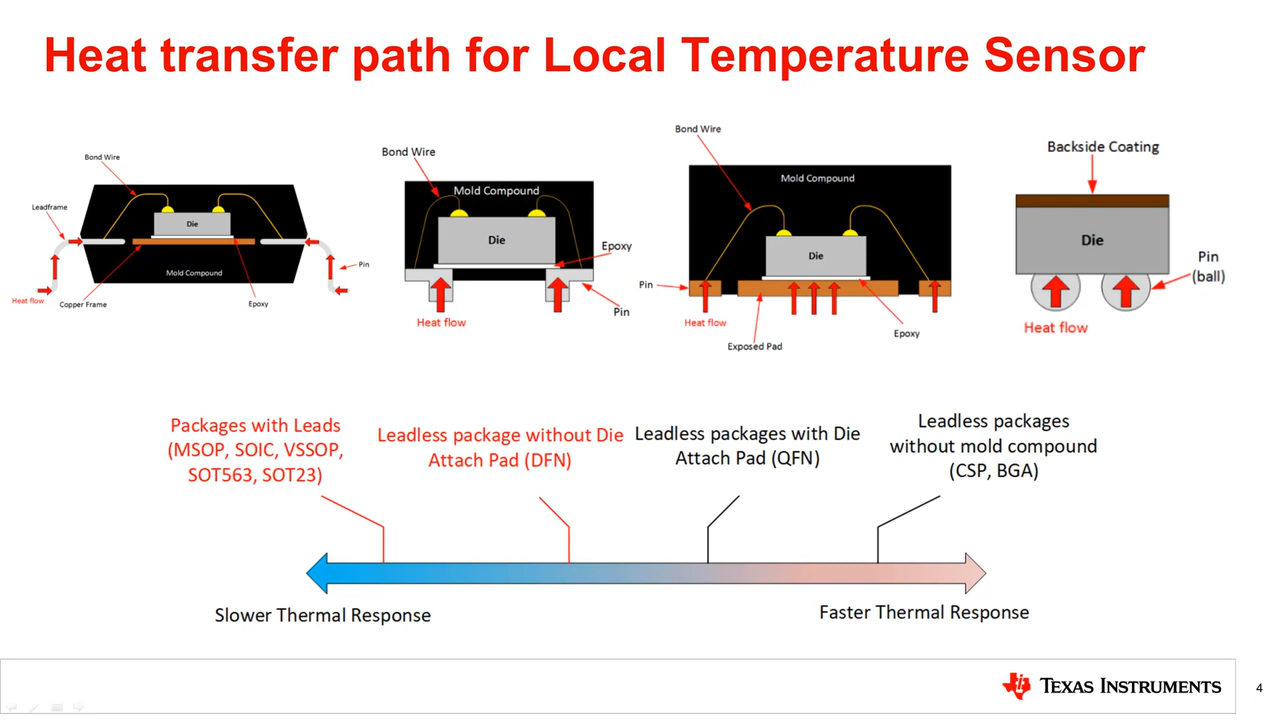 Heat transfer path for Local Temperature Sensor
Bond Wire
Leadframe
Die
Mold Compound
Pin
Heat flow
Copper Frame
Epoxy
Bond Wire
Mold Compound
Die
Epoxy
Pin
Heat flow
Bond Wire
Mold Compound
Die
Pin
Heat flow
Exposed Pad
Epoxy
Backside Coating
Die
Pin
(ball)
Heat flow
Packages with Leads
(MSOP, SOIC, VSSOP,
SOT563, SOT23)
Leadless package without Die
Attach Pad (DFN)
Leadless packages with Die
Attach Pad (QFN)
Leadless packages
without mold compound
(CSP, BGA)
Slower Thermal Response
Faster Thermal Response
TEXAS INSTRUMENTS
4